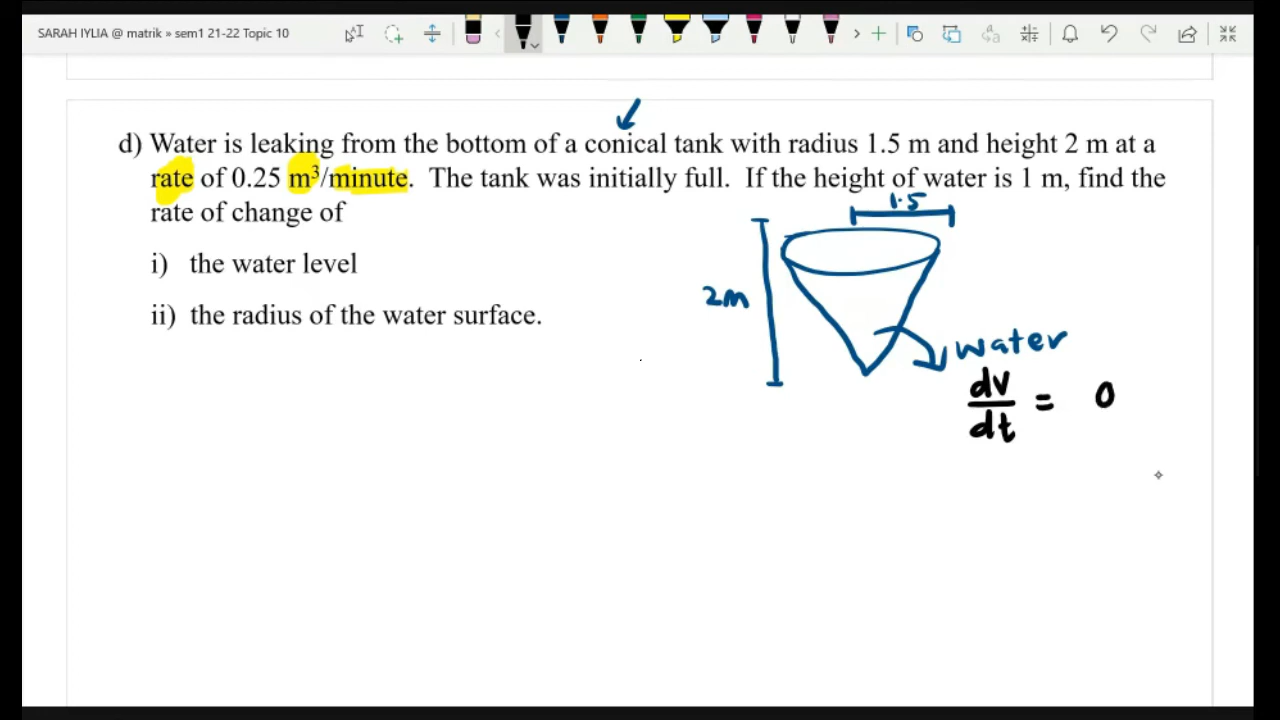 SARAH IYLIA @ matrik » sem1 21-22 Topic 10
d) Water is leaking from the bottom of a conical tank with radius 1.5 m and height 2 m at a
rate of 0.25 m³/minute. The tank was initially full. If the height of water is 1 m, find the
rate of change of
1.5
i) the water level
2m
ii) the radius of the water surface.
water
dv/dt = 0